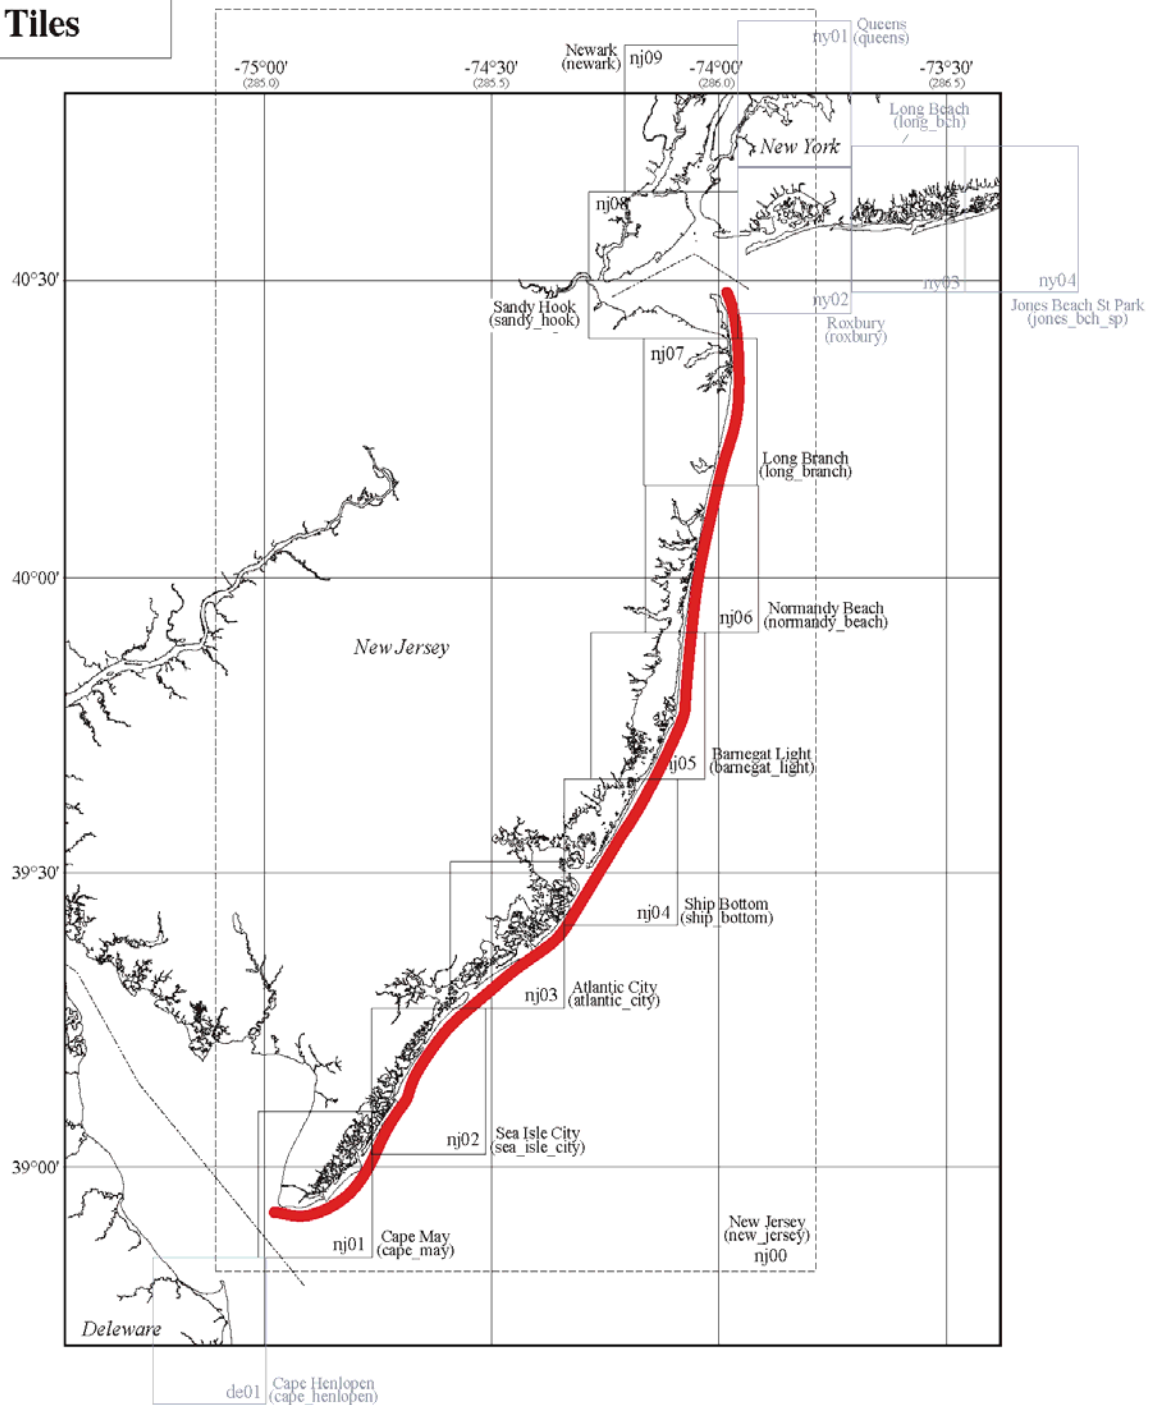 Tiles
Queens
ny01
(queens)
Newark
(newark)
nj09
-75°00'
(285.0)
-74°30'
(285.5)
-74°00'
(286.0)
-73°30'
(286.5)
Long Beach
(long_bch)
New York
nj08
40°30'
ny03
ny04
ny02
Sandy Hook
(sandy_hook)
Jones Beach St Park
(jones_bch_sp)
Roxbury
(roxbury)
nj07
Long Branch
(long_branch)
40°00'
nj06
Normandy Beach
(normandy_beach)
New Jersey
nj05
Barnegat Light
(barnegat_light)
39°30'
nj04
Ship Bottom
(ship_bottom)
nj03
Atlantic City
(atlantic_city)
nj02
Sea Isle City
(sea_isle_city)
39°00'
nj01
Cape May
(cape_may)
New Jersey
(new_jersey)
nj00
Deleware
de01
Cape Henlopen
(cape_henlopen)